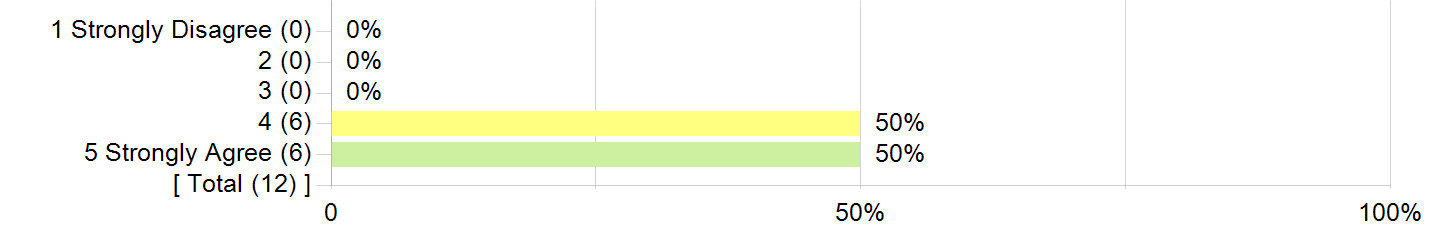 1 Strongly Disagree (0) 0%
2 (0) 0%
3 (0) 0%
4 (6) 50%
5 Strongly Agree (6) 50%
[ Total (12) ]
0 50% 100%